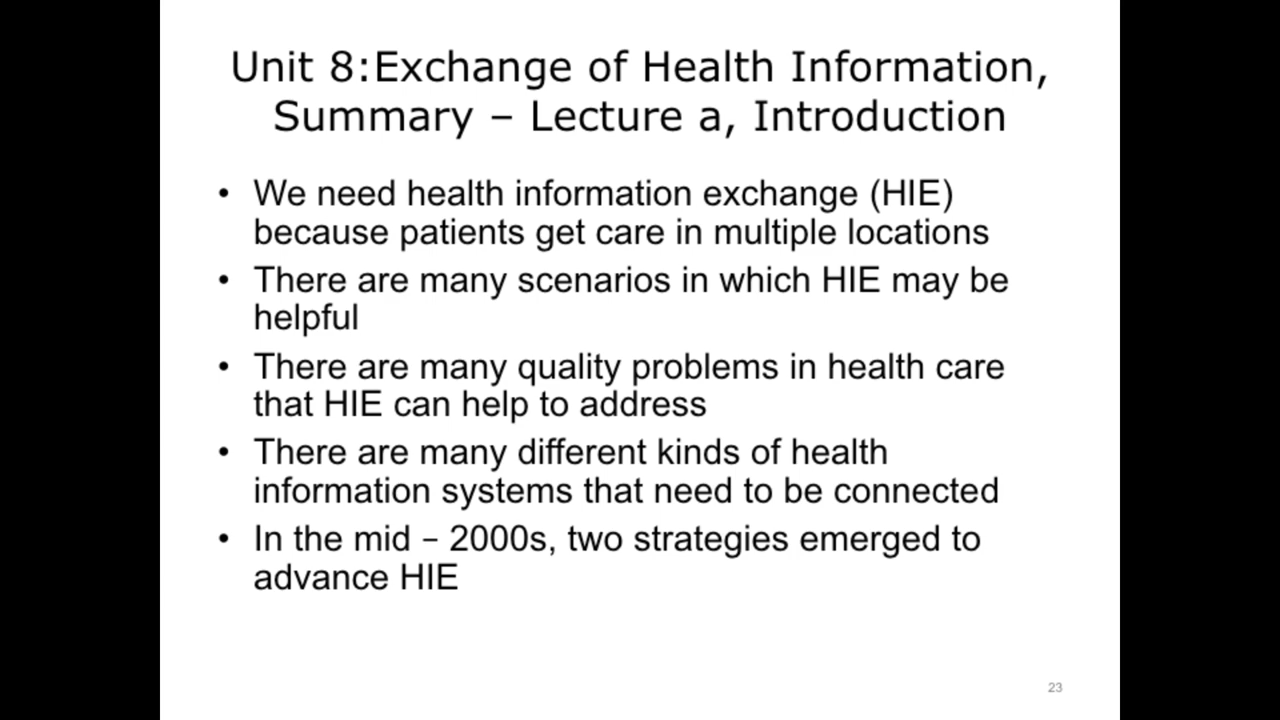 Unit 8:Exchange of Health Information,
Summary – Lecture a, Introduction
• We need health information exchange (HIE)
because patients get care in multiple locations
• There are many scenarios in which HIE may be
helpful
• There are many quality problems in health care
that HIE can help to address
• There are many different kinds of health
information systems that need to be connected
• In the mid – 2000s, two strategies emerged to
advance HIE
23